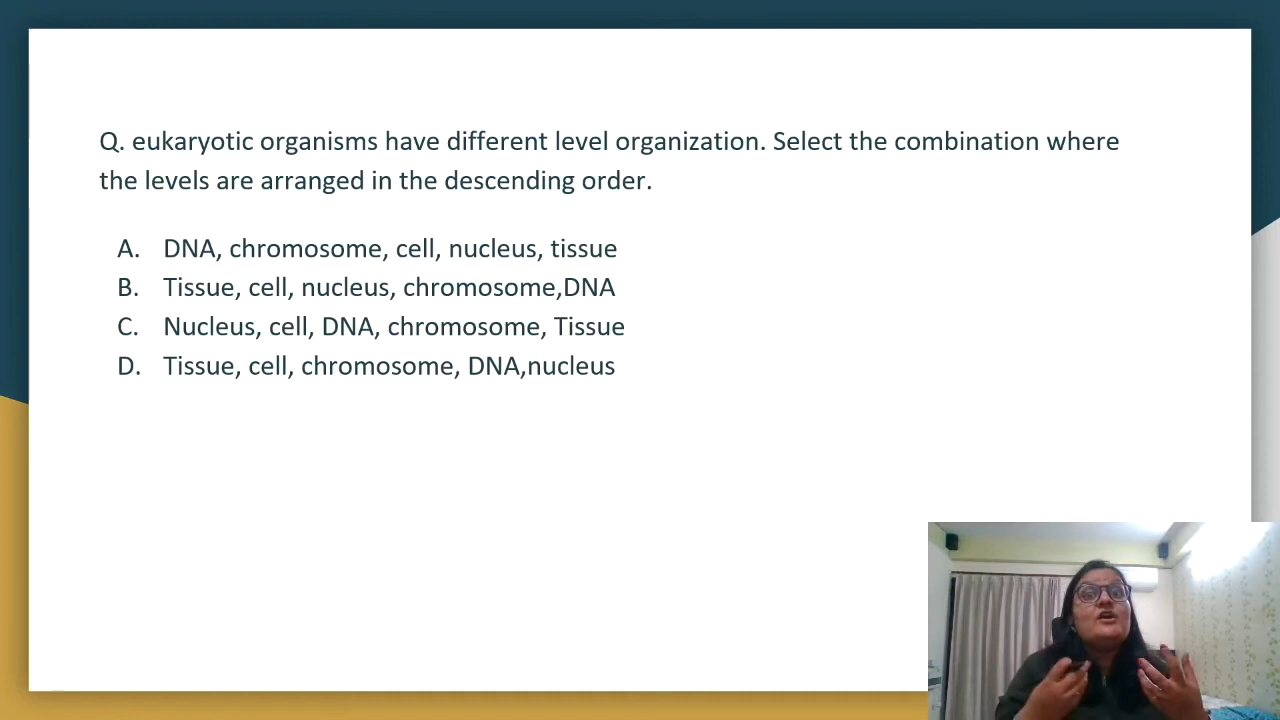 Q. eukaryotic organisms have different level organization. Select the combination where
the levels are arranged in the descending order.
A. DNA, chromosome, cell, nucleus, tissue
B. Tissue, cell, nucleus, chromosome,DNA
C. Nucleus, cell, DNA, chromosome, Tissue
D. Tissue, cell, chromosome, DNA,nucleus